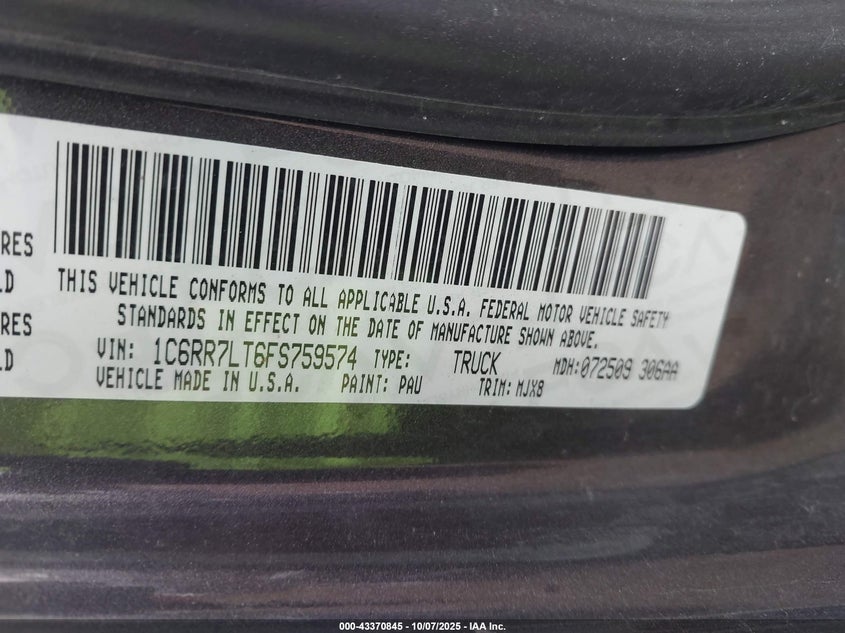 RES
LD
RES
LD
THIS VEHICLE CONFORMS TO ALL APPLICABLE U.S.A. FEDERAL MOTOR VEHICLE SAFETY
STANDARDS IN EFFECT ON THE DATE OF MANUFACTURE SHOWN ABOVE.
VIN: 1C6RR7LT6FS759574 TYPE: TRUCK MDH:072509 306AA
VEHICLE MADE IN U.S.A. PAINT: PAU TRIM: MJX8
000-43370845 - 10/07/2025 - IAA Inc.